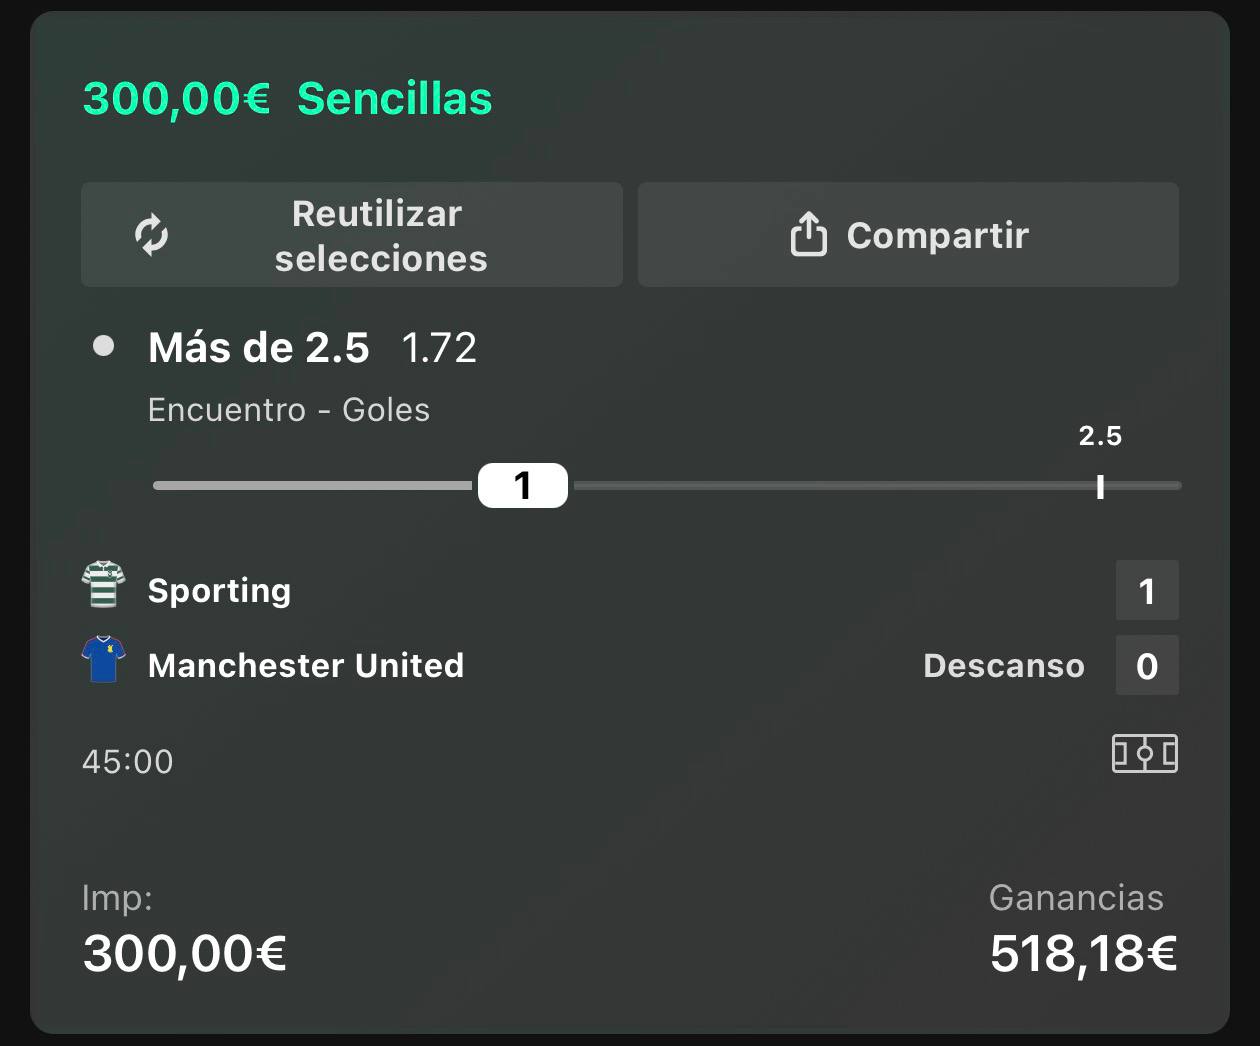 300,00€ Sencillas
Reutilizar
selecciones
Compartir
Más de 2.5 1.72
Encuentro - Goles
2.5
1
Sporting 1
Manchester United Descanso 0
45:00
Imp: Ganancias
300,00€ 518,18€